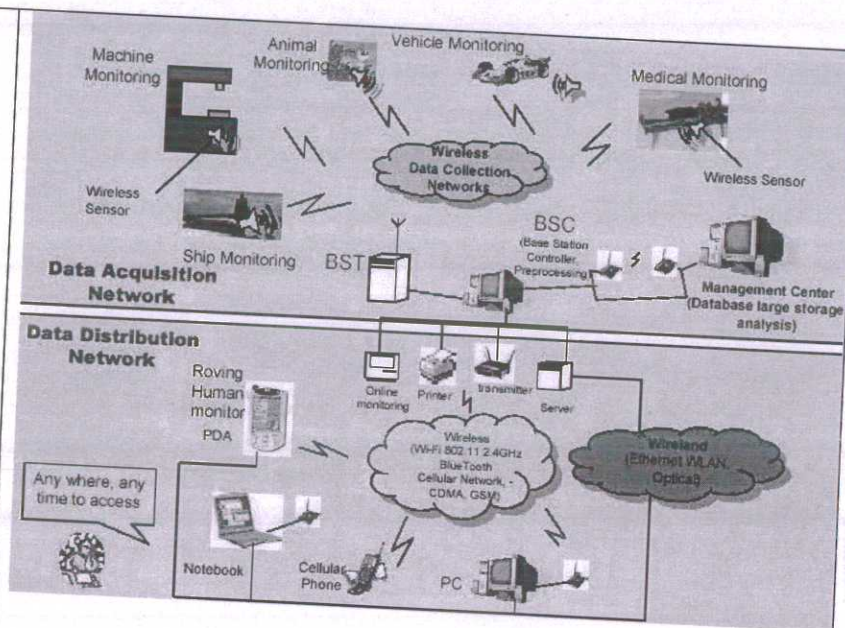 Machine
Monitoring
Animal
Monitoring
Vehicle Monitoring
Medical Monitoring
Wireless
Data Collection
Networks
Wireless
Sensor
Wireless Sensor
Ship Monitoring
BST
BSC
(Base Station
Controller,
Preprocessing)
Management Center
(Database large storage
analysis)
Data Acquisition
Network
Data Distribution
Network
Roving
Human
monitor
PDA
Online
monitoring
Printer
transmitter
Server
Wireless
(Wi-Fi 802.11 2.4GHz
BlueTooth
Cellular Network, -
CDMA, GSM)
Wireland
(Ethernet WLAN,
Optical)
Any where, any
time to access
Notebook
Cellular
Phone
PC